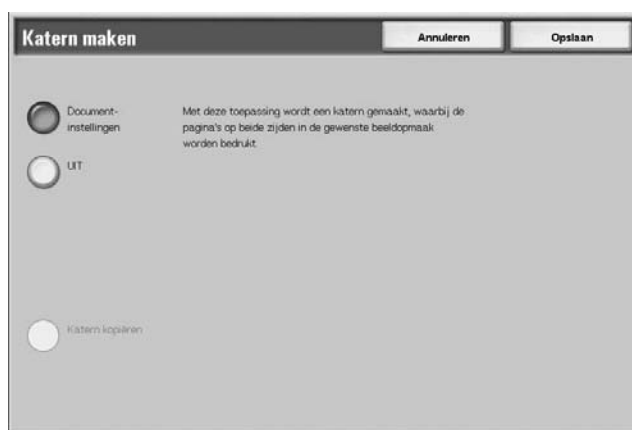 Katern maken
Annuleren
Opslaan
Document-
instellingen
Met deze toepassing wordt een katern gemaakt, waarbij de
pagina's op beide zijden in de gewenste beeldopmaak
worden bedrukt
UIT
Katern kopiëren